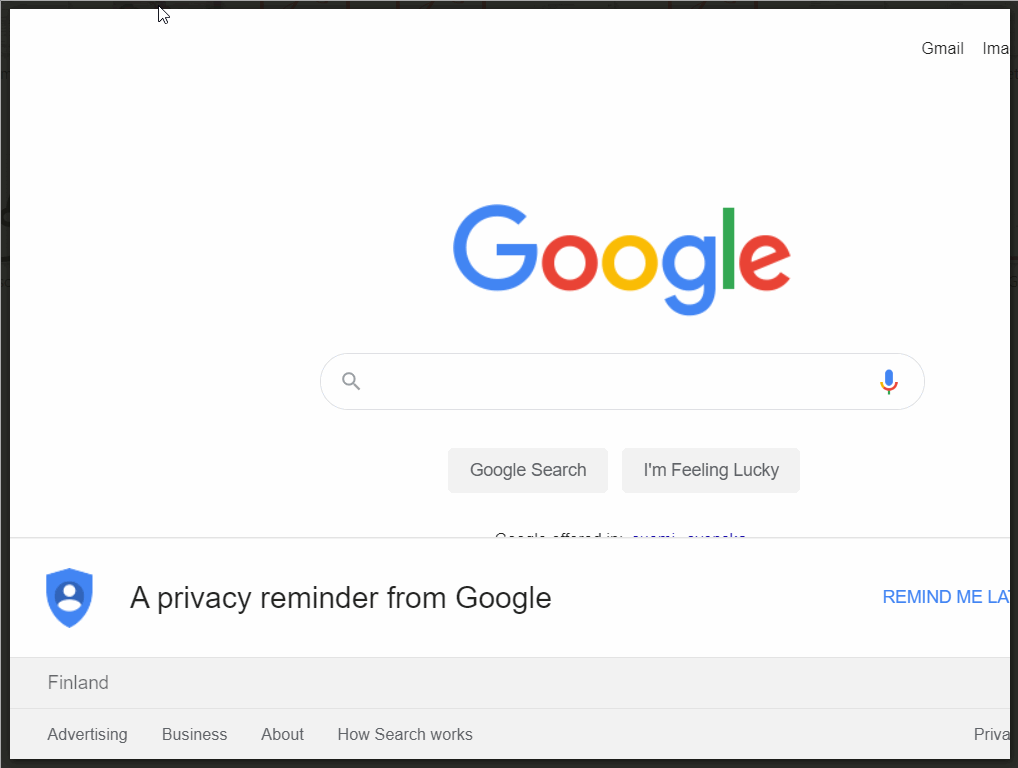 Gmail Ima
Google
Google Search I'm Feeling Lucky
Google offered in: suomi svenska
A privacy reminder from Google REMIND ME LAT
Finland
Advertising Business About How Search works Priva